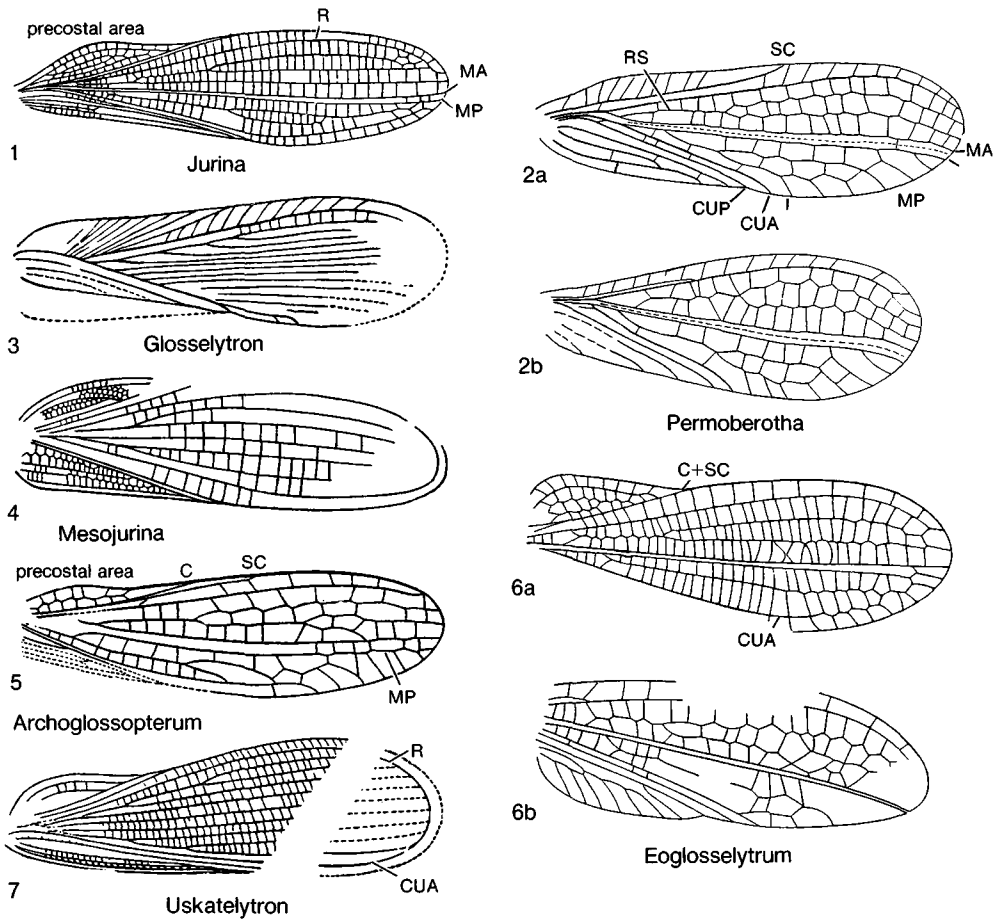 precostal area
R
MA
MP
1
Jurina
3
Glosselytron
4
Mesojurina
precostal area
C
SC
MP
5
Archoglossopterum
R
CUA
7
Uskatelytron
RS
SC
MA
MP
CUP
CUA
2a
2b
Permoberotha
C+SC
6a
CUA
6b
Eoglosselytrum